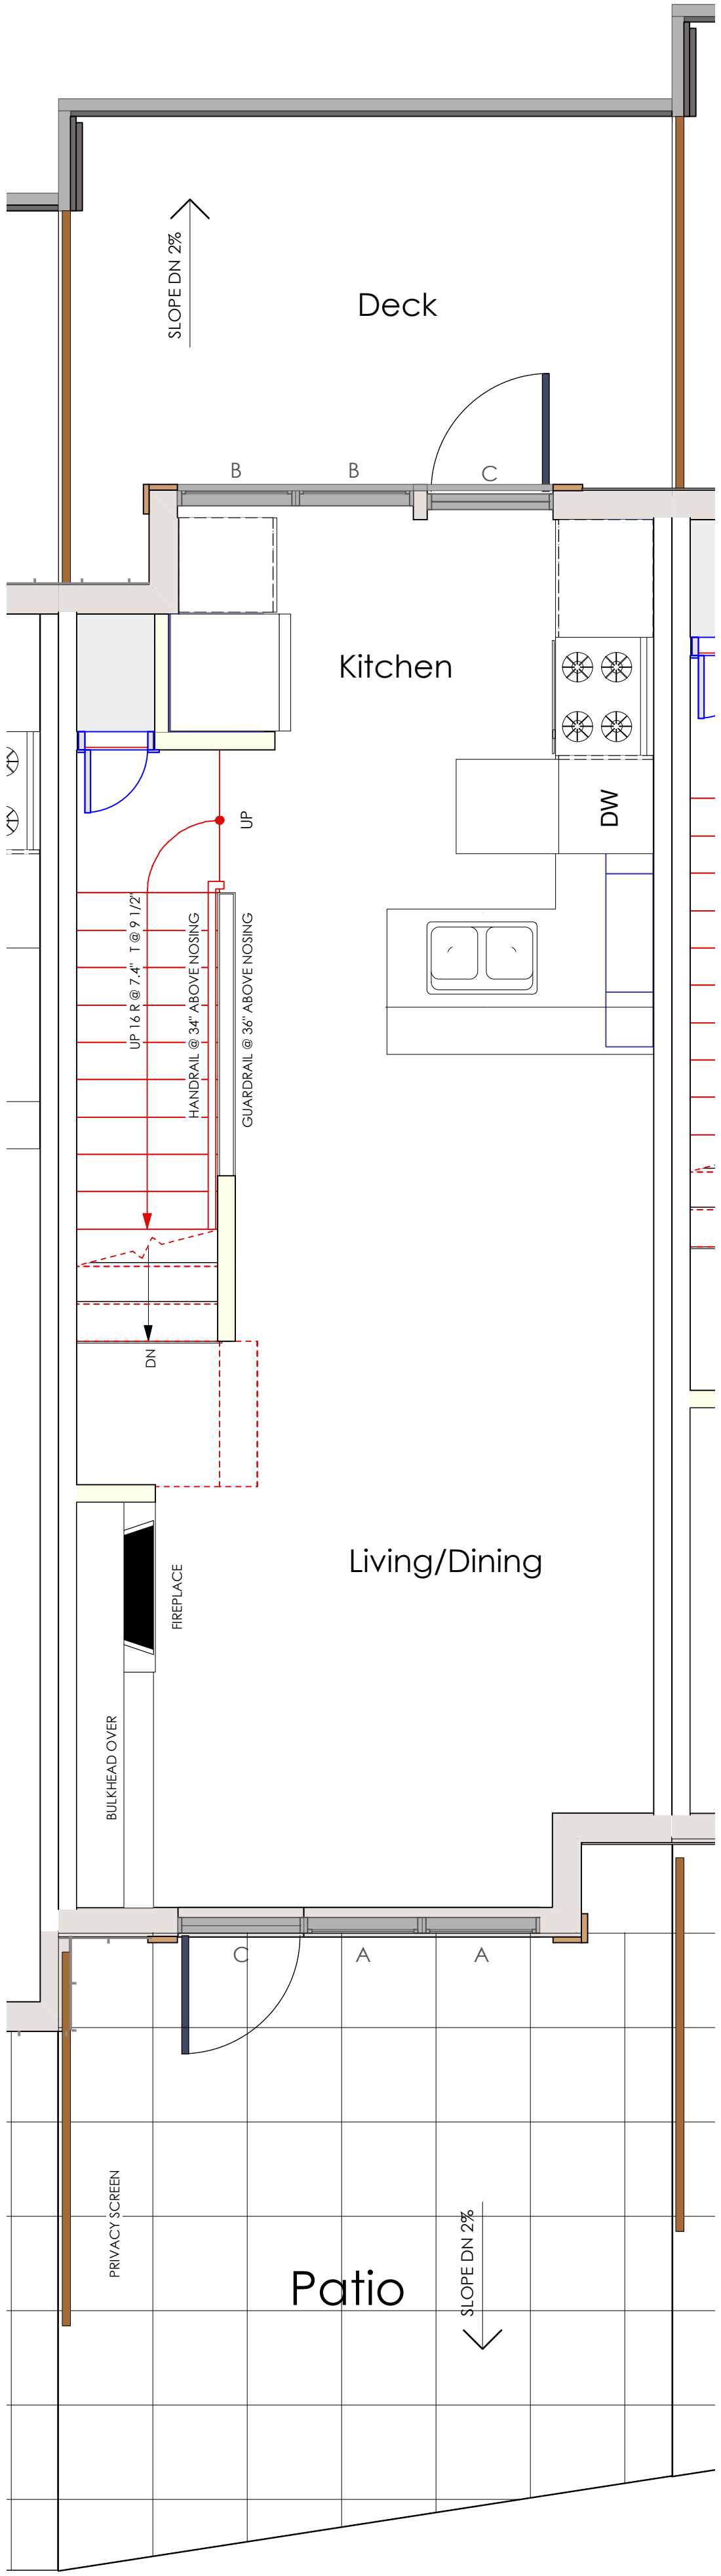 SLOPE DN 2%
Deck
B
B
C
Kitchen
DW
UP
UP 16 R @ 7.4" T @ 9 1/2"
HANDRAIL @ 34" ABOVE NOSING
GUARDRAIL @ 36" ABOVE NOSING
DN
Living/Dining
FIREPLACE
BULKHEAD OVER
C
A
A
PRIVACY SCREEN
SLOPE DN 2%
Patio